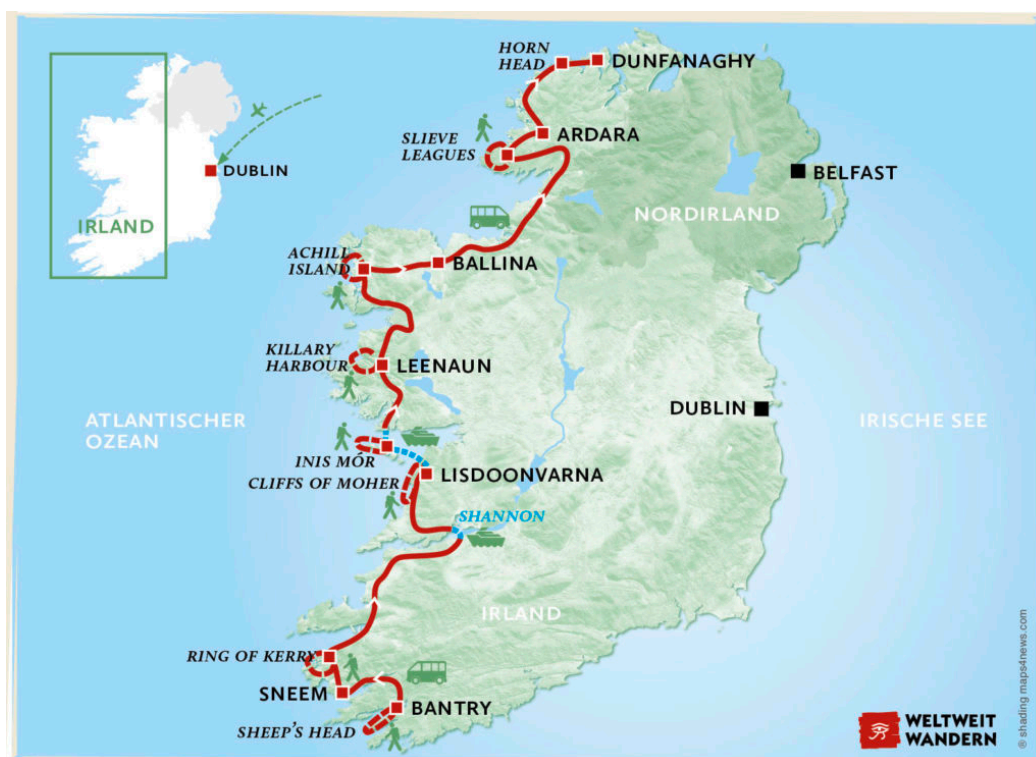 HORN
HEAD
DUNFANAGHY
SLIEVE
LEAGUES
ARDARA
DUBLIN
BELFAST
IRLAND
NORDIRLAND
ACHILL
ISLAND
BALLINA
KILLARY
HARBOUR
LEENAUN
ATLANTISCHER
OZEAN
DUBLIN
IRISCHE SEE
INIS MÓR
CLIFFS OF MOHER
LISDOONVARNA
SHANNON
IRLAND
RING OF KERRY
SNEEM
BANTRY
SHEEP'S HEAD
WELTWEIT
WANDERN
© shading maps4news.com